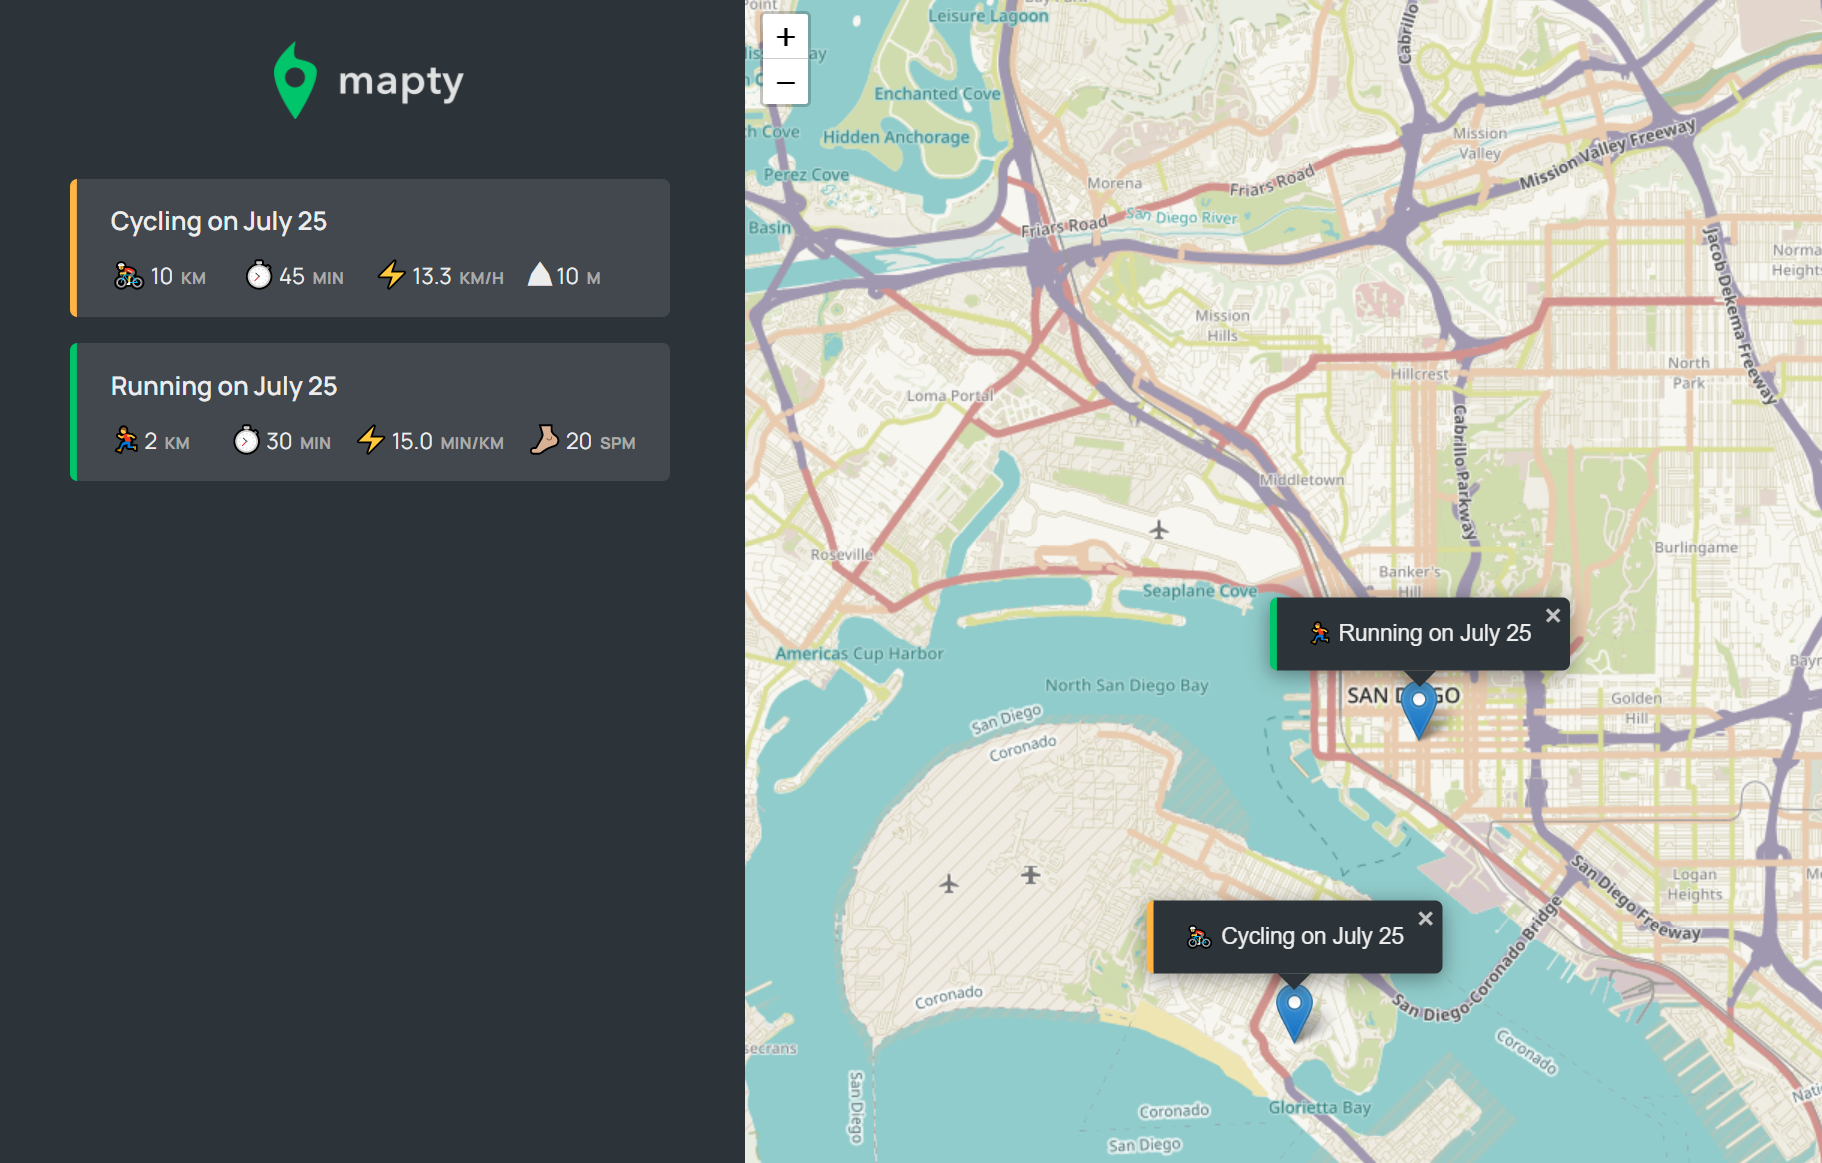 mapty
Cycling on July 25
10 KM 45 MIN 13.3 KM/H 10 M
Running on July 25
2 KM 30 MIN 15.0 MIN/KM 20 SPM
+
−
Leisure Lagoon
Enchanted Cove
Hidden Anchorage
Perez Cove
Basin
Cabrillo
Mission
Valley
Mission Valley Freeway
Morena
Friars Road
San Diego River
Friars Road
Jacob Dekema Freeway
Mission
Hills
Hillcrest
North
Park
Loma Portal
Cabrillo Parkway
Middletown
Roseville
Burlingame
Banker's
Hill
Seaplane Cove
Running on July 25
×
Americas Cup Harbor
North San Diego Bay
SAN D GO
Golden
Hill
San Diego
Coronado
Logan
Heights
San Diego Freeway
San Diego-Coronado Bridge
Cycling on July 25
×
Coronado
Coronado
San Diego
Glorietta Bay
Coronado
San Diego